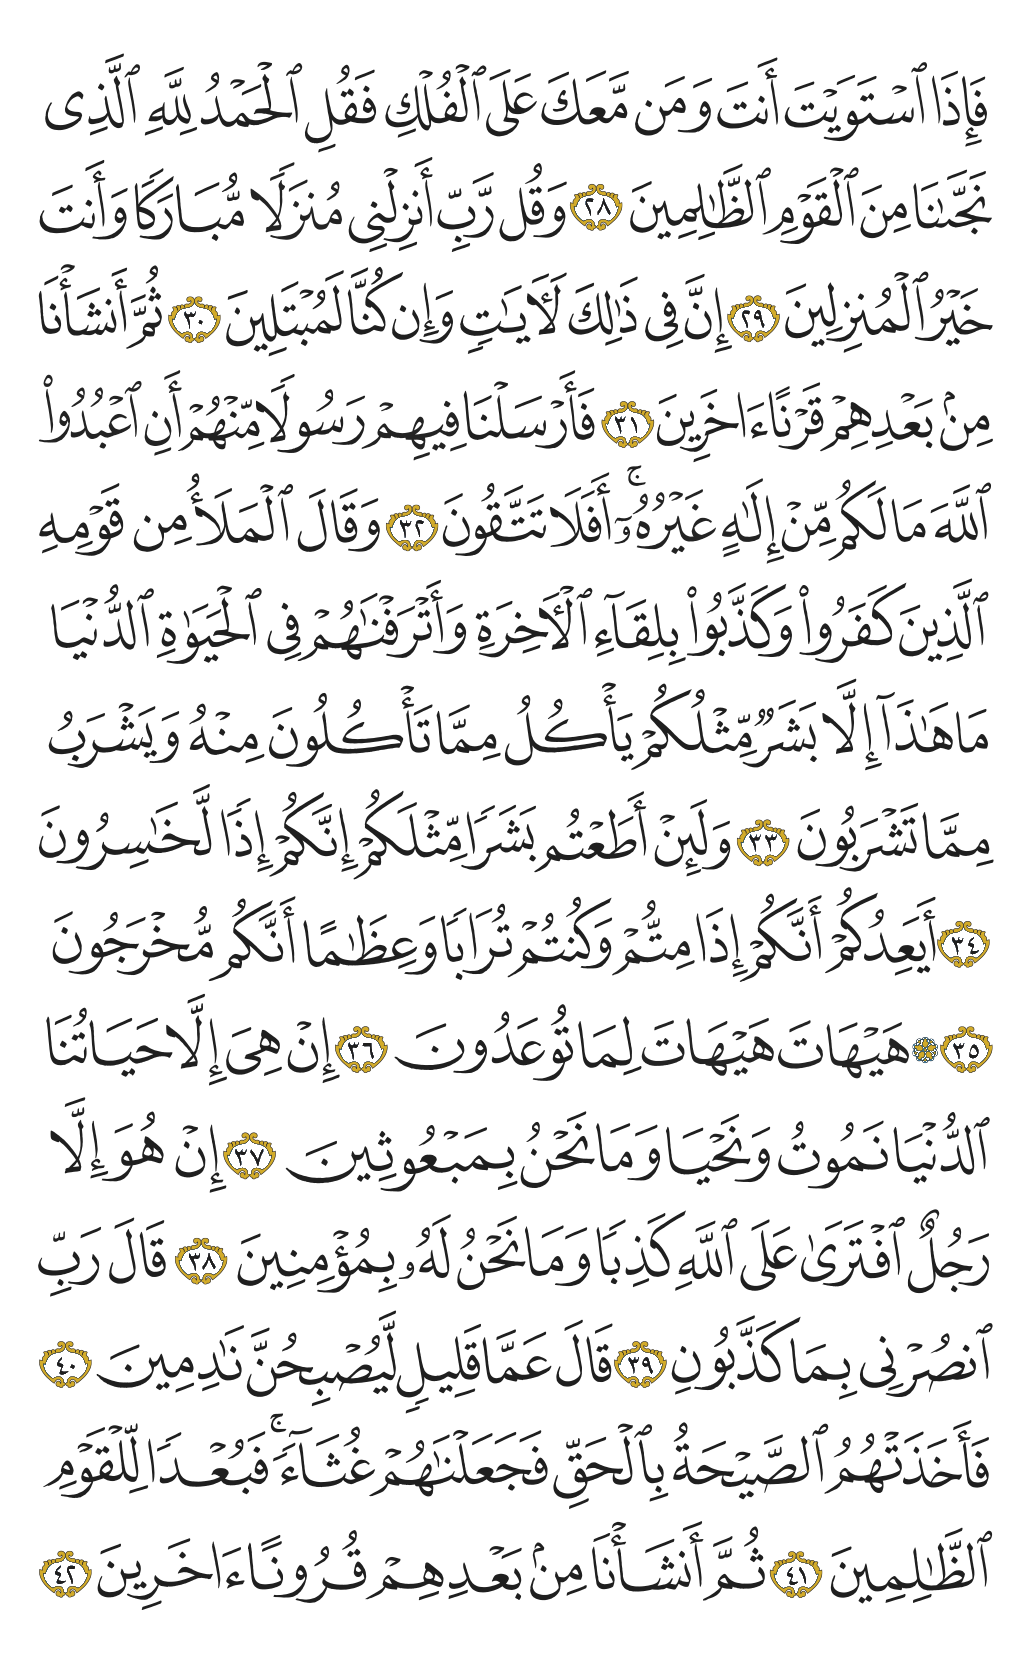 فَإِذَا ٱسْتَوَيْتَ أَنتَ وَمَن مَّعَكَ عَلَى ٱلْفُلْكِ فَقُلِ ٱلْحَمْدُ لِلَّهِ ٱلَّذِى
نَجَّىٰنَا مِنَ ٱلْقَوْمِ ٱلظَّٰلِمِينَ ٢٨ وَقُل رَّبِّ أَنزِلْنِى مُنزَلًا مُّبَارَكًا وَأَنتَ
خَيْرُ ٱلْمُنزِلِينَ ٢٩ إِنَّ فِى ذَٰلِكَ لَءَايَٰتٍ وَإِن كُنَّا لَمُبْتَلِينَ ٣٠ ثُمَّ أَنشَأْنَا
مِنۢ بَعْدِهِمْ قَرْنًا ءَاخَرِينَ ٣١ فَأَرْسَلْنَا فِيهِمْ رَسُولًا مِّنْهُمْ أَنِ ٱعْبُدُوا۟
ٱللَّهَ مَا لَكُم مِّنْ إِلَٰهٍ غَيْرُهُۥٓ ۚ أَفَلَا تَتَّقُونَ ٣٢ وَقَالَ ٱلْمَلَأُ مِن قَوْمِهِ
ٱلَّذِينَ كَفَرُوا۟ وَكَذَّبُوا۟ بِلِقَآءِ ٱلْءَاخِرَةِ وَأَتْرَفْنَٰهُمْ فِى ٱلْحَيَوٰةِ ٱلدُّنْيَا
مَا هَٰذَآ إِلَّا بَشَرٌ مِّثْلُكُمْ يَأْكُلُ مِمَّا تَأْكُلُونَ مِنْهُ وَيَشْرَبُ
مِمَّا تَشْرَبُونَ ٣٣ وَلَئِنْ أَطَعْتُم بَشَرًا مِّثْلَكُمْ إِنَّكُمْ إِذًا لَّخَٰسِرُونَ
٣٤ أَيَعِدُكُمْ أَنَّكُمْ إِذَا مِتُّمْ وَكُنتُمْ تُرَابًا وَعِظَٰمًا أَنَّكُم مُّخْرَجُونَ
٣٥ ۞ هَيْهَاتَ هَيْهَاتَ لِمَا تُوعَدُونَ ٣٦ إِنْ هِىَ إِلَّا حَيَاتُنَا
ٱلدُّنْيَا نَمُوتُ وَنَحْيَا وَمَا نَحْنُ بِمَبْعُوثِينَ ٣٧ إِنْ هُوَ إِلَّا
رَجُلٌ ٱفْتَرَىٰ عَلَى ٱللَّهِ كَذِبًا وَمَا نَحْنُ لَهُۥ بِمُؤْمِنِينَ ٣٨ قَالَ رَبِّ
ٱنصُرْنِى بِمَا كَذَّبُونِ ٣٩ قَالَ عَمَّا قَلِيلٍ لَّيُصْبِحُنَّ نَٰدِمِينَ ٤٠
فَأَخَذَتْهُمُ ٱلصَّيْحَةُ بِٱلْحَقِّ فَجَعَلْنَٰهُمْ غُثَآءً ۚ فَبُعْدًا لِّلْقَوْمِ
ٱلظَّٰلِمِينَ ٤١ ثُمَّ أَنشَأْنَا مِنۢ بَعْدِهِمْ قُرُونًا ءَاخَرِينَ ٤٢